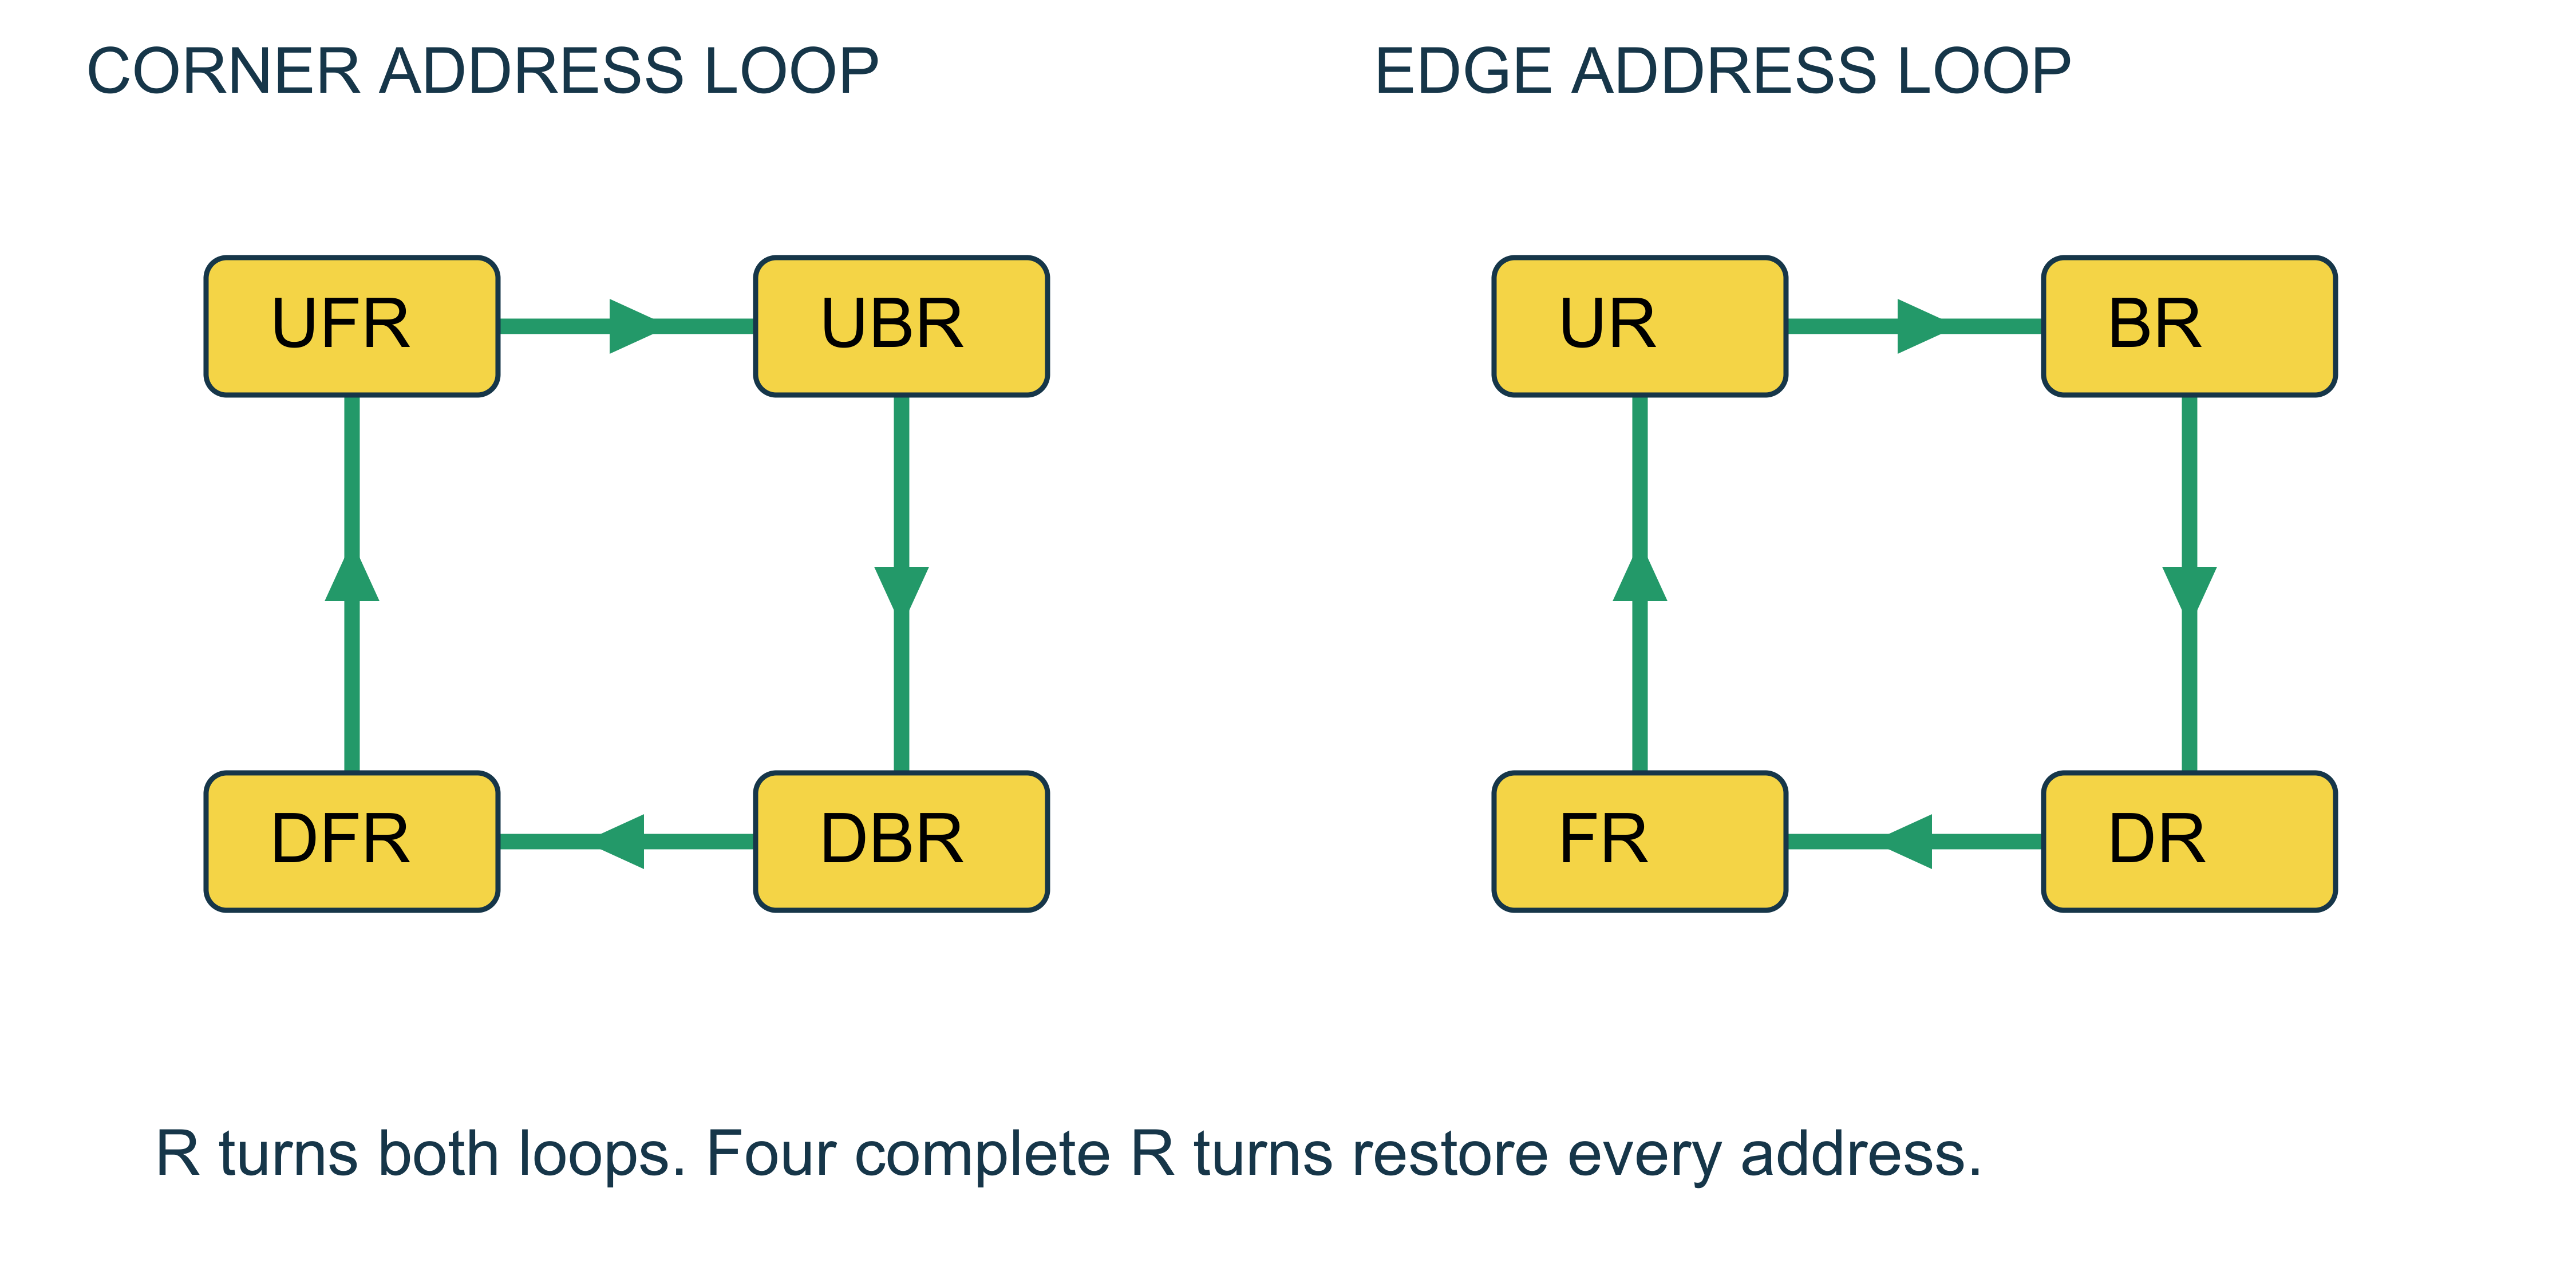 CORNER ADDRESS LOOP
EDGE ADDRESS LOOP
UFR
UBR
DFR
DBR
UR
BR
FR
DR
R turns both loops. Four complete R turns restore every address.